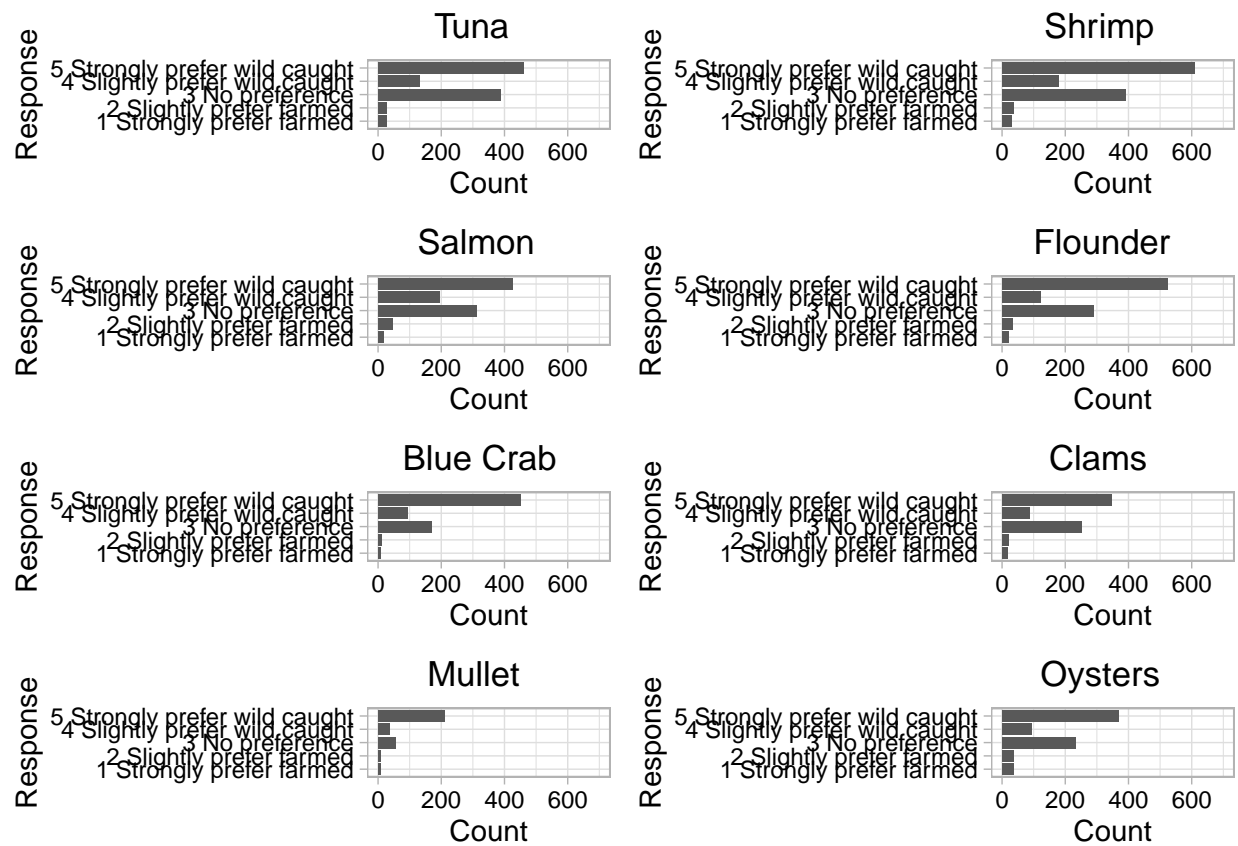 Tuna
Response
5 Strongly prefer wild caught
4 Slightly prefer wild caught
3 No preference
2 Slightly prefer farmed
1 Strongly prefer farmed
0 200 400 600
Count
Shrimp
Response
5 Strongly prefer wild caught
4 Slightly prefer wild caught
3 No preference
2 Slightly prefer farmed
1 Strongly prefer farmed
0 200 400 600
Count
Salmon
Response
5 Strongly prefer wild caught
4 Slightly prefer wild caught
3 No preference
2 Slightly prefer farmed
1 Strongly prefer farmed
0 200 400 600
Count
Flounder
Response
5 Strongly prefer wild caught
4 Slightly prefer wild caught
3 No preference
2 Slightly prefer farmed
1 Strongly prefer farmed
0 200 400 600
Count
Blue Crab
Response
5 Strongly prefer wild caught
4 Slightly prefer wild caught
3 No preference
2 Slightly prefer farmed
1 Strongly prefer farmed
0 200 400 600
Count
Clams
Response
5 Strongly prefer wild caught
4 Slightly prefer wild caught
3 No preference
2 Slightly prefer farmed
1 Strongly prefer farmed
0 200 400 600
Count
Mullet
Response
5 Strongly prefer wild caught
4 Slightly prefer wild caught
3 No preference
2 Slightly prefer farmed
1 Strongly prefer farmed
0 200 400 600
Count
Oysters
Response
5 Strongly prefer wild caught
4 Slightly prefer wild caught
3 No preference
2 Slightly prefer farmed
1 Strongly prefer farmed
0 200 400 600
Count